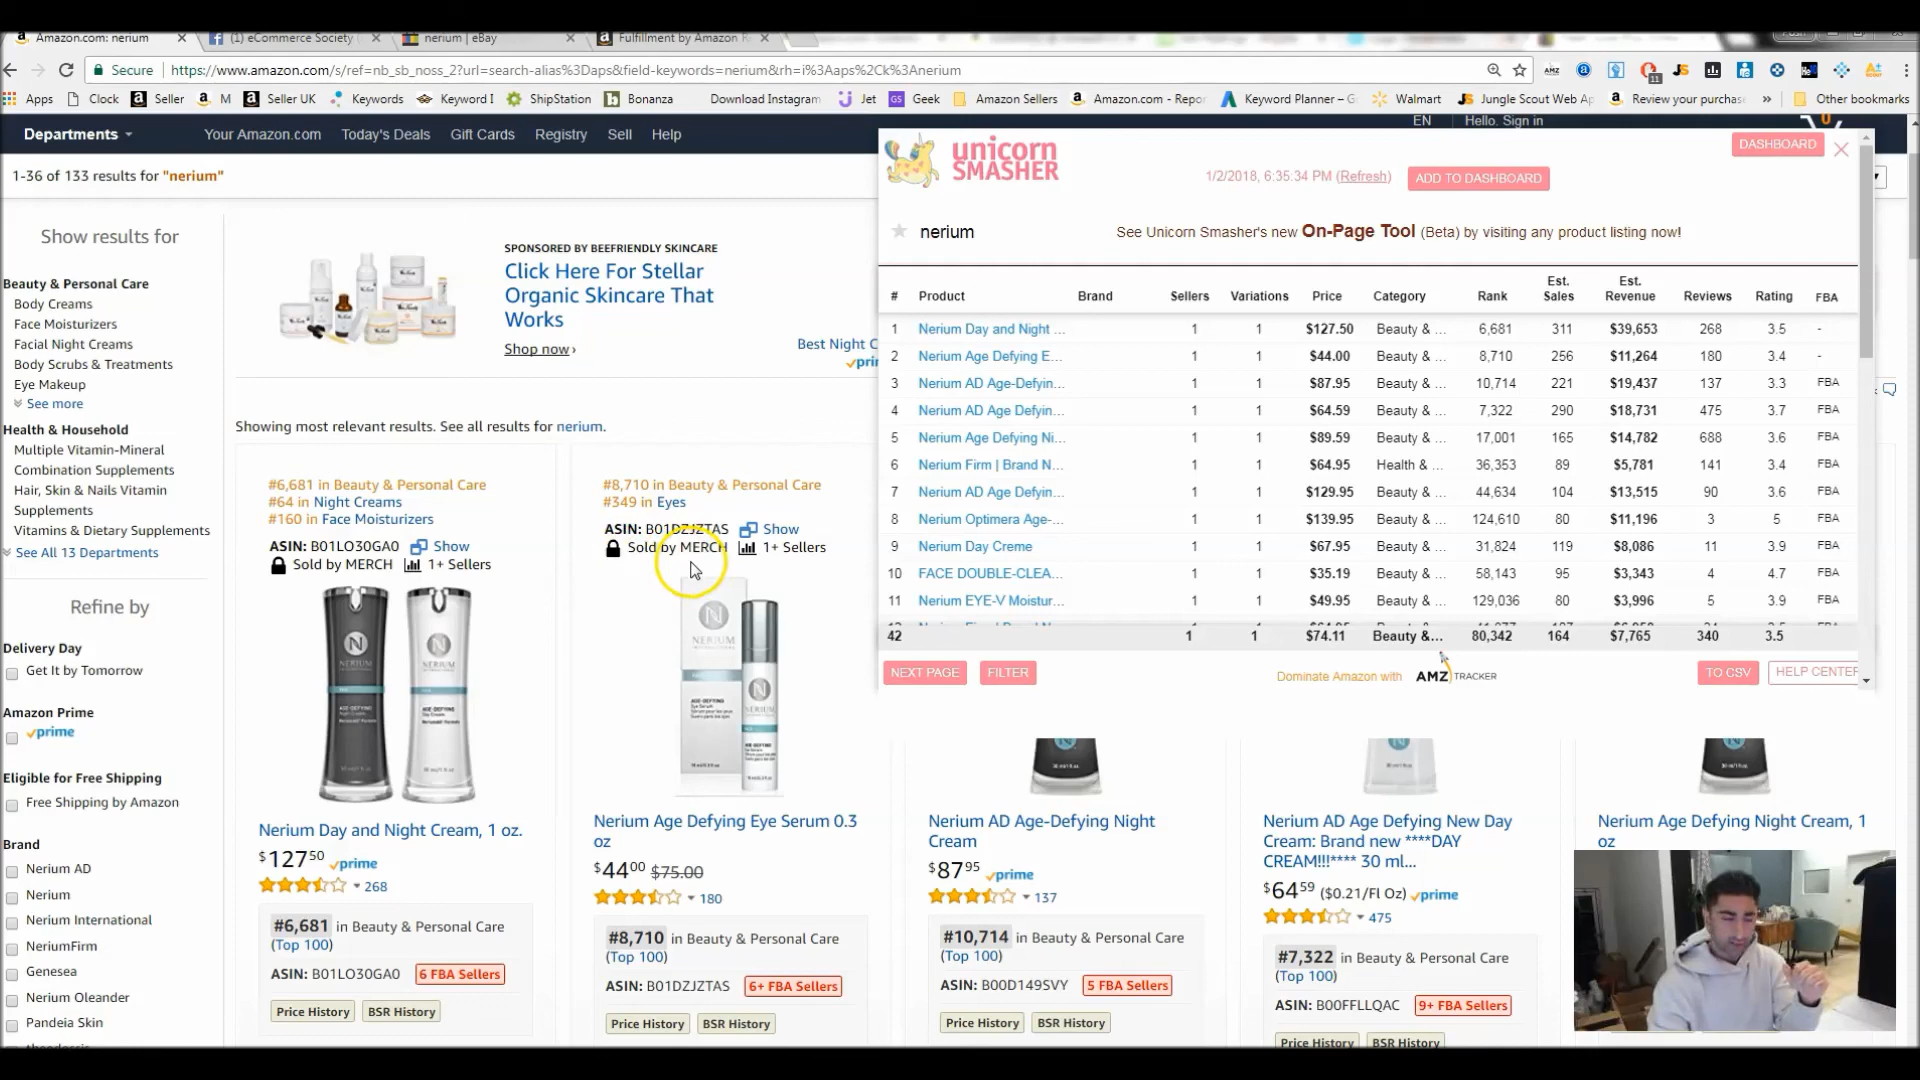 Amazon.com: nerium
(1) eCommerce Society
nerium | eBay
Fulfillment by Amazon R
Secure
https://www.amazon.com/s/ref=nb_sb_noss_2?url=search-alias%3Daps&field-keywords=nerium&rh=i%3Aaps%2Ck%3Anerium
Apps Clock Seller M Seller UK Keywords Keyword I ShipStation Bonanza Download Instagram Jet Geek Amazon Sellers Amazon.com - Repor Keyword Planner – G Walmart Jungle Scout Web Ap Review your purchas » Other bookmarks
Departments Your Amazon.com Today's Deals Gift Cards Registry Sell Help EN Hello. Sign in
1-36 of 133 results for "nerium"
Show results for
Beauty & Personal Care
Body Creams
Face Moisturizers
Facial Night Creams
Body Scrubs & Treatments
Eye Makeup
See more
Health & Household
Multiple Vitamin-Mineral
Combination Supplements
Hair, Skin & Nails Vitamin
Supplements
Vitamins & Dietary Supplements
See All 13 Departments
Refine by
Delivery Day
Get It by Tomorrow
Amazon Prime
prime
Eligible for Free Shipping
Free Shipping by Amazon
Brand
Nerium AD
Nerium
Nerium International
NeriumFirm
Genesea
Nerium Oleander
Pandeia Skin
SPONSORED BY BEEFRIENDLY SKINCARE
Click Here For Stellar
Organic Skincare That
Works
Shop now ›
Best Night C
Showing most relevant results. See all results for nerium.
unicorn
SMASHER
DASHBOARD
1/2/2018, 6:35:34 PM (Refresh)
ADD TO DASHBOARD
nerium
See Unicorn Smasher's new On-Page Tool (Beta) by visiting any product listing now!
# Product Brand Sellers Variations Price Category Rank Est. Sales Est. Revenue Reviews Rating FBA
1 Nerium Day and Night ... 1 1 $127.50 Beauty & ... 6,681 311 $39,653 268 3.5 -
2 Nerium Age Defying E... 1 1 $44.00 Beauty & ... 8,710 256 $11,264 180 3.4 -
3 Nerium AD Age-Defyin... 1 1 $87.95 Beauty & ... 10,714 221 $19,437 137 3.3 FBA
4 Nerium AD Age Defyin... 1 1 $64.59 Beauty & ... 7,322 290 $18,731 475 3.7 FBA
5 Nerium Age Defying Ni... 1 1 $89.59 Beauty & ... 17,001 165 $14,782 688 3.6 FBA
6 Nerium Firm | Brand N... 1 1 $64.95 Health & ... 36,353 89 $5,781 141 3.4 FBA
7 Nerium AD Age Defyin... 1 1 $129.95 Beauty & ... 44,634 104 $13,515 90 3.6 FBA
8 Nerium Optimera Age-... 1 1 $139.95 Beauty & ... 124,610 80 $11,196 3 5 FBA
9 Nerium Day Creme 1 1 $67.95 Beauty & ... 31,824 119 $8,086 11 3.9 FBA
10 FACE DOUBLE-CLEA... 1 1 $35.19 Beauty & ... 58,143 95 $3,343 4 4.7 FBA
11 Nerium EYE-V Moistur... 1 1 $49.95 Beauty & ... 129,036 80 $3,996 5 3.9 FBA
42 1 1 $74.11 Beauty &... 80,342 164 $7,765 340 3.5
NEXT PAGE FILTER Dominate Amazon with AMZ TRACKER TO CSV HELP CENTER
#6,681 in Beauty & Personal Care
#64 in Night Creams
#160 in Face Moisturizers
ASIN: B01LO30GA0 Show
Sold by MERCH 1+ Sellers
NERIUM
AGE-DEFYING
Nerium Day and Night Cream, 1 oz.
$127 50 prime
268
#6,681 in Beauty & Personal Care
(Top 100)
ASIN: B01LO30GA0 6 FBA Sellers
Price History BSR History
#8,710 in Beauty & Personal Care
#349 in Eyes
ASIN: B01DZJZTAS Show
Sold by MERCH 1+ Sellers
NERIUM
AGE-DEFYING
Nerium Age Defying Eye Serum 0.3
oz
$44 00 $75.00
180
#8,710 in Beauty & Personal Care
(Top 100)
ASIN: B01DZJZTAS 6+ FBA Sellers
Price History BSR History
Nerium AD Age-Defying Night
Cream
$87 95 prime
137
#10,714 in Beauty & Personal Care
(Top 100)
ASIN: B00D149SVY 5 FBA Sellers
Price History BSR History
Nerium AD Age Defying New Day
Cream: Brand new ****DAY
CREAM!!!**** 30 ml...
$64 59 ($0.21/Fl Oz) prime
475
#7,322 in Beauty & Personal Care
(Top 100)
ASIN: B00FFLLQAC 9+ FBA Sellers
Price History BSR History
Nerium Age Defying Night Cream, 1
oz